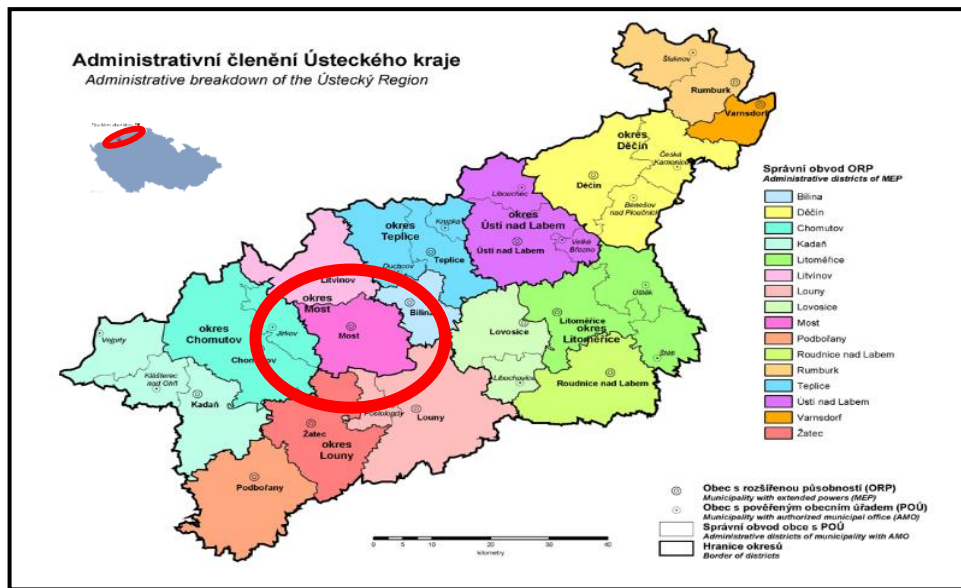 Administrativní členění Ústeckého kraje
Administrative breakdown of the Ústecký Region
Šluknov
Rumburk
Varnsdorf
okres
Děčín
Česká
Kamenice
Děčín
Benešov
nad Ploučnicí
Libouchec
okres
Ústí nad Labem
Ústí nad Labem
Velké
Březno
okres
Teplice
Krupka
Teplice
Duchcov
Litvínov
okres
Most
Bílina
Most
okres
Chomutov
Jirkov
Chomutov
Vejprty
Klášterec
nad Ohří
Kadaň
Lovosice
Litoměřice
okres
Litoměřice
Úštěk
Štětí
Libochovice
Roudnice nad Labem
Postoloprty
Louny
Žatec
okres
Louny
Podbořany
Správní obvod ORP
Administrative districts of MEP
Bílina
Děčín
Chomutov
Kadaň
Litoměřice
Litvínov
Louny
Lovosice
Most
Podbořany
Roudnice nad Labem
Rumburk
Teplice
Ústí nad Labem
Varnsdorf
Žatec
Obec s rozšířenou působností (ORP)
Municipality with extended powers (MEP)
Obec s pověřeným obecním úřadem (POÚ)
Municipality with authorized municipal office (AMO)
Správní obvod obce s POÚ
Administrative districts of municipality with AMO
Hranice okresů
Border of districts
0 5 10 20 30 40
kilometry